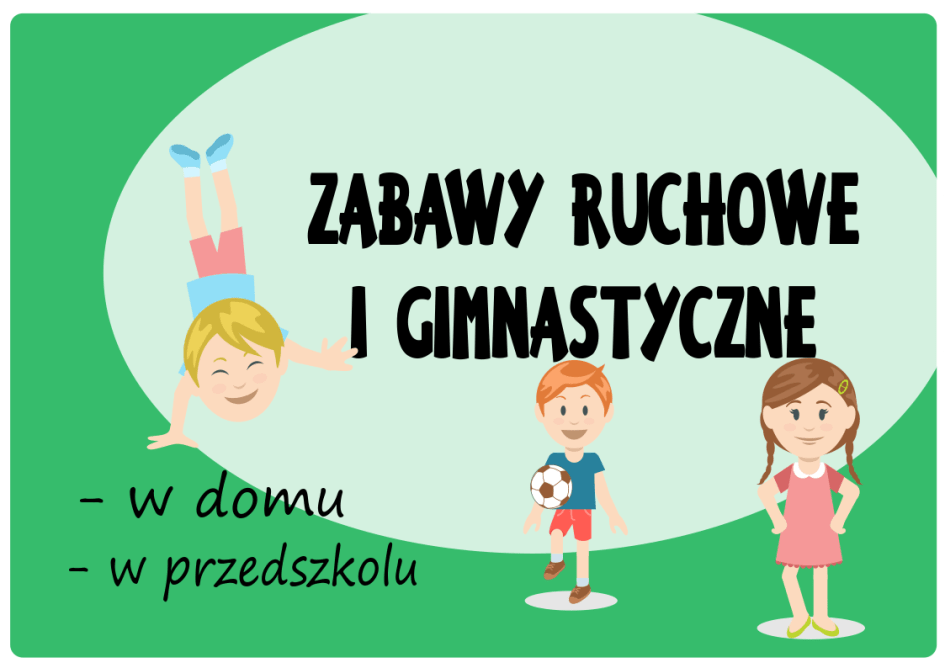 ZABAWY RUCHOWE
I GIMNASTYCZNE
- w domu
- w przedszkolu